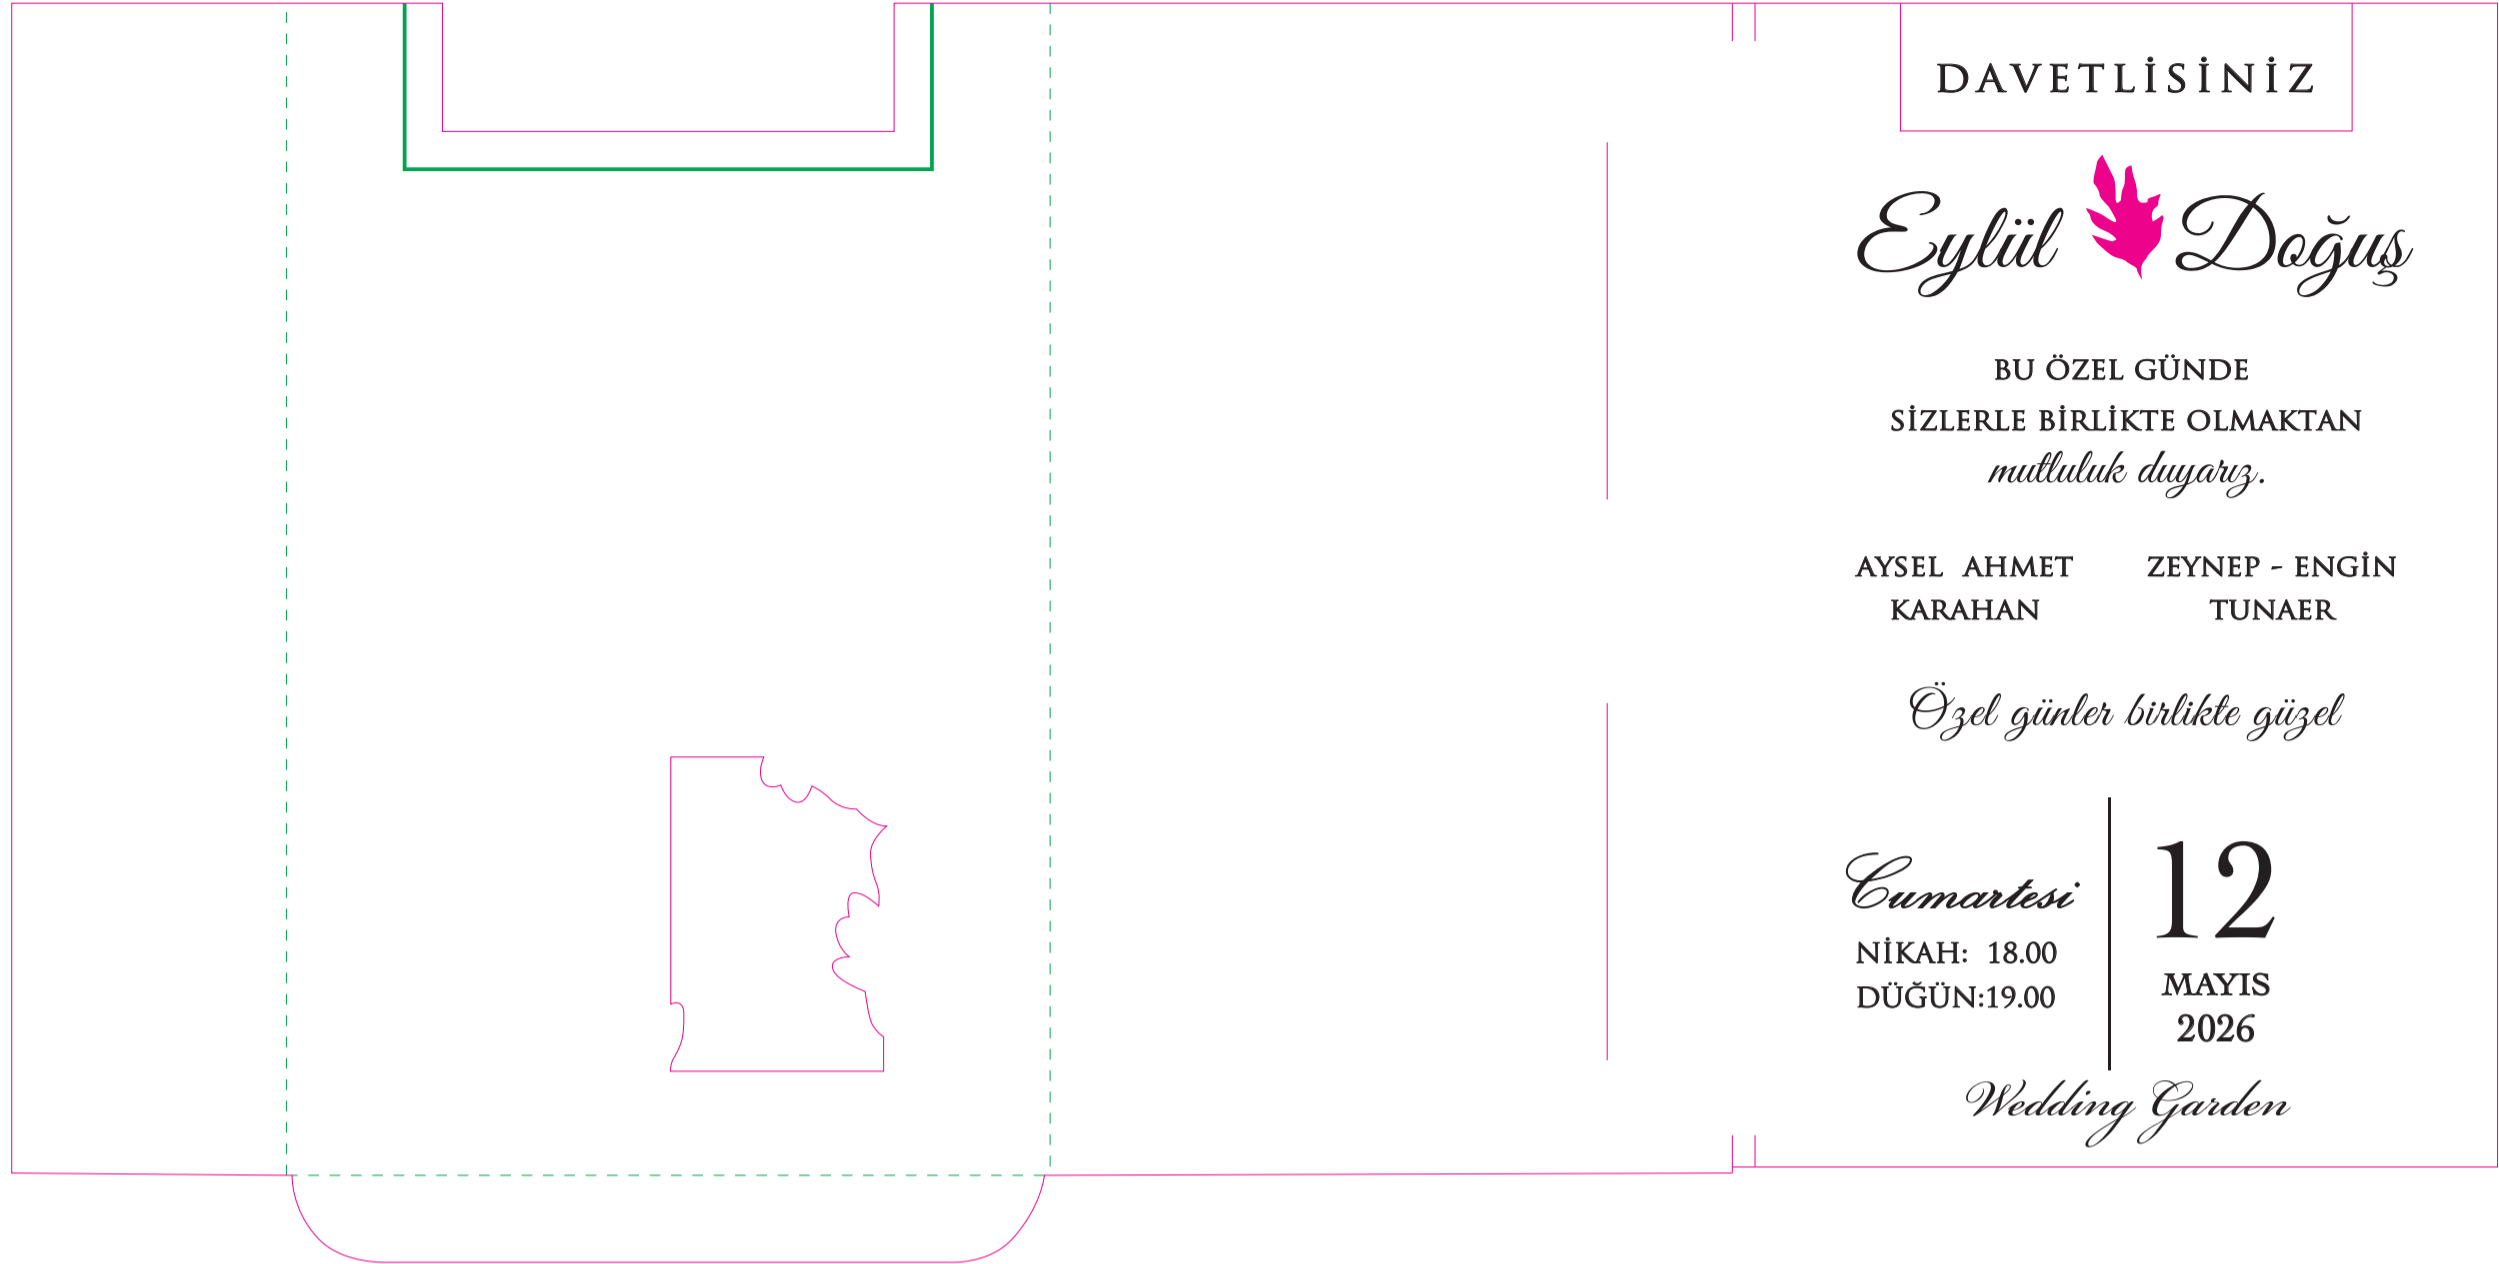 DAVETLİSİNİZ
Eylül Doğuş
BU ÖZEL GÜNDE
SİZLERLE BİRLİKTE OLMAKTAN
mutluluk duyarız.
AYSEL AHMET
KARAHAN
ZEYNEP - ENGİN
TUNAER
Özel günler birlikte güzel
Cumartesi
NİKAH: 18.00
DÜĞÜN:19.00
12
MAYIS
2026
Wedding Garden